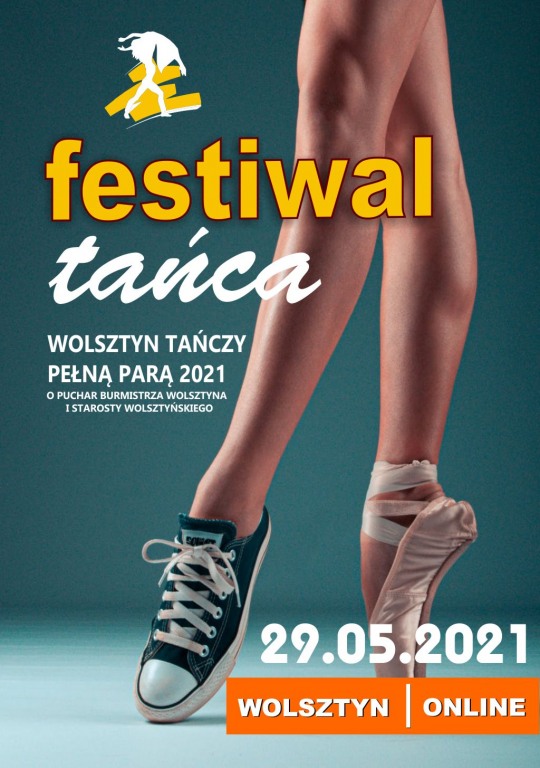 festiwal
tańca
WOLSZTYN TAŃCZY
PEŁNĄ PARĄ 2021
O PUCHAR BURMISTRZA WOLSZTYNA
I STAROSTY WOLSZTYŃSKIEGO
29.05.2021
WOLSZTYN | ONLINE